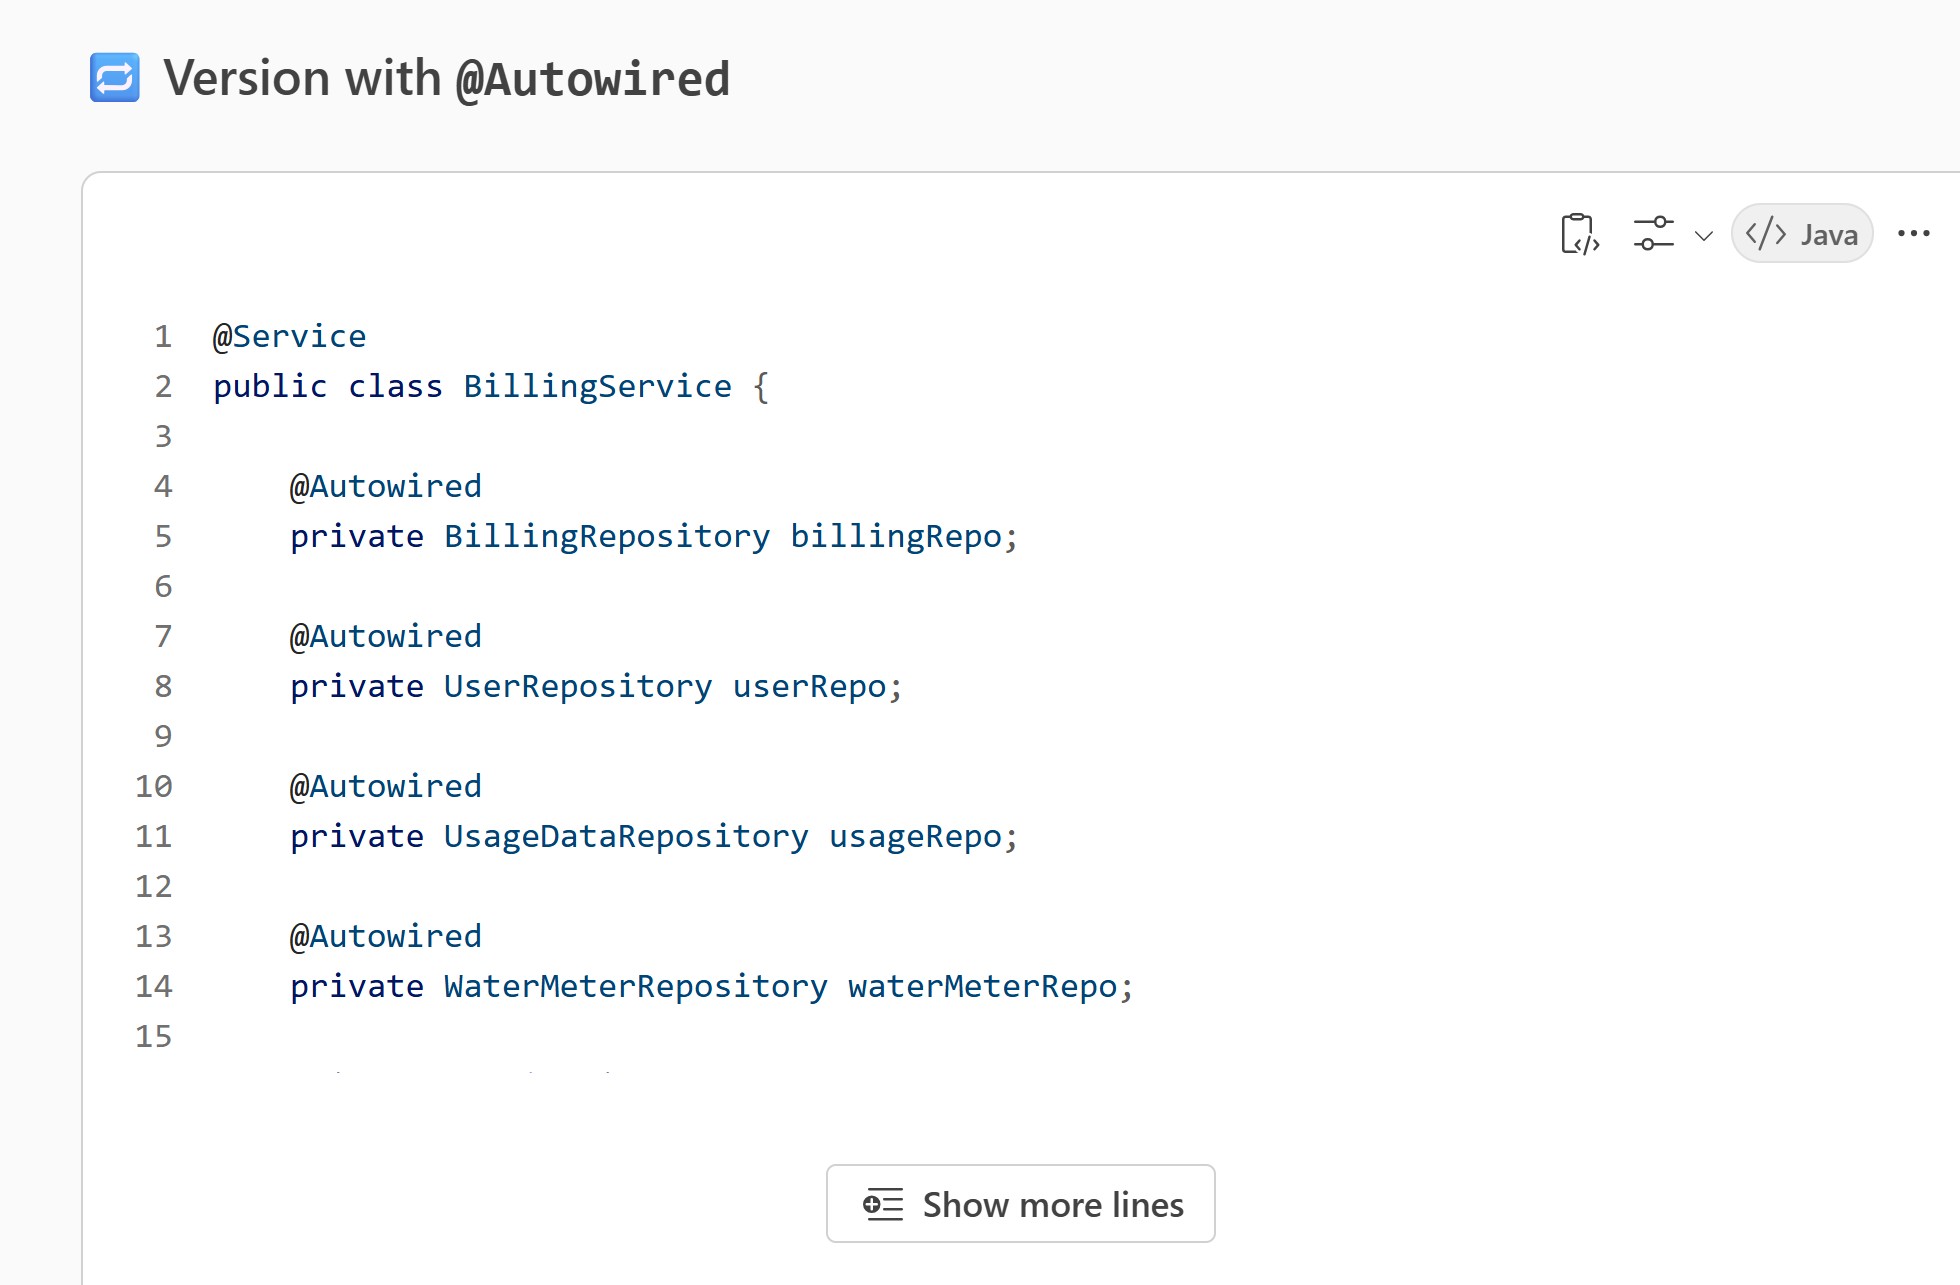 Version with @Autowired
Java
1 @Service
2 public class BillingService {
3
4 @Autowired
5 private BillingRepository billingRepo;
6
7 @Autowired
8 private UserRepository userRepo;
9
10 @Autowired
11 private UsageDataRepository usageRepo;
12
13 @Autowired
14 private WaterMeterRepository waterMeterRepo;
15
Show more lines